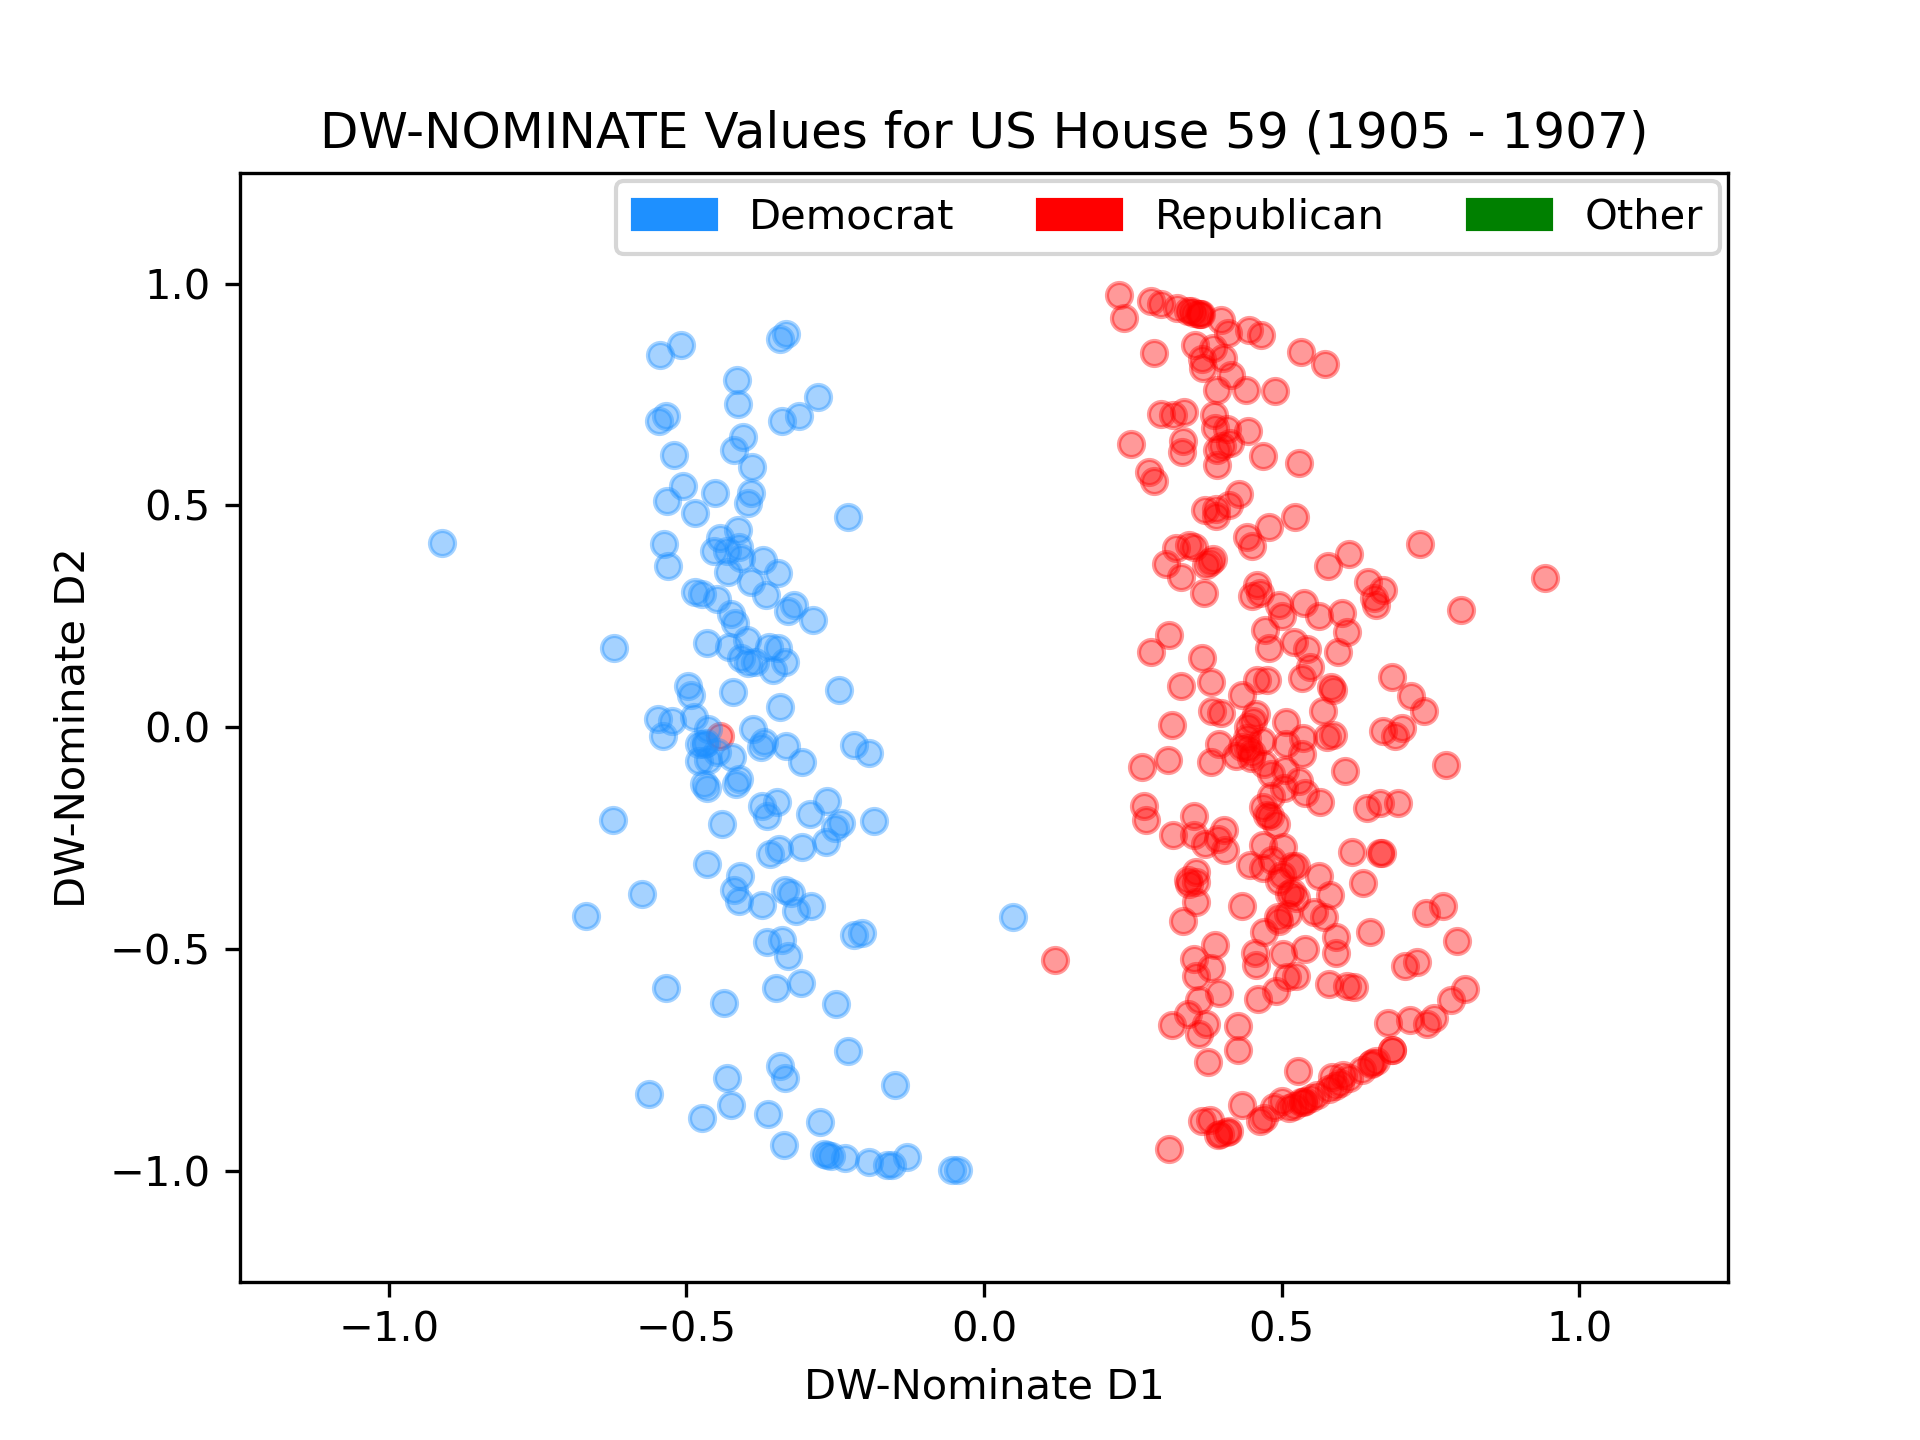 DW-NOMINATE Values for US House 59 (1905 - 1907)
Democrat Republican Other
1.0
0.5
0.0
−0.5
−1.0
DW-Nominate D2
−1.0 −0.5 0.0 0.5 1.0
DW-Nominate D1